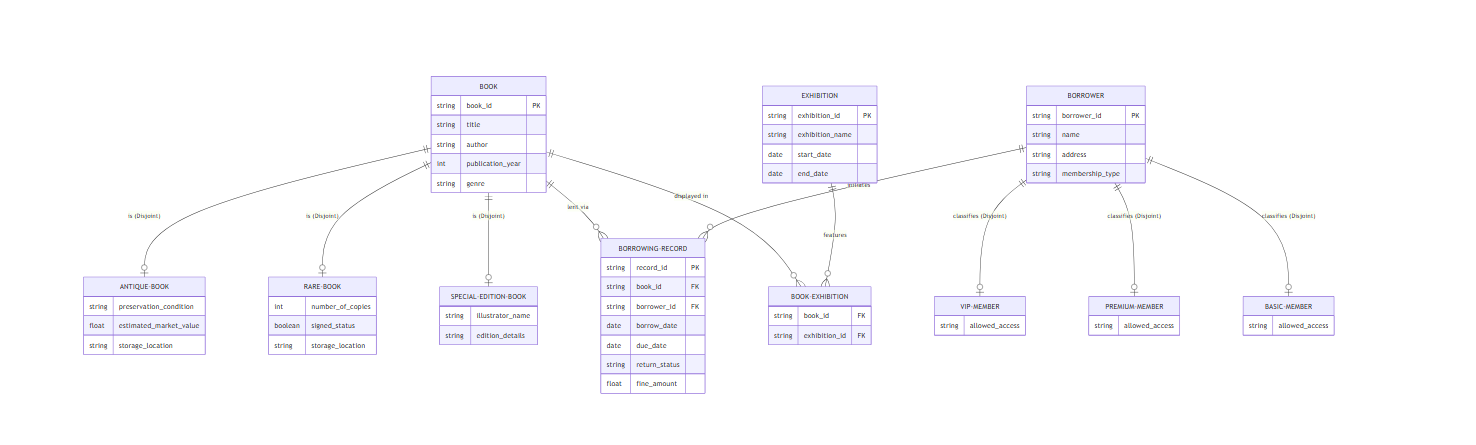 BOOK
string book_id PK
string title
string author
int publication_year
string genre
EXHIBITION
string exhibition_id PK
string exhibition_name
date start_date
date end_date
BORROWER
string borrower_id PK
string name
string address
string membership_type
is (Disjoint)
is (Disjoint)
is (Disjoint)
lent via
displayed in
features
classifies (Disjoint)
classifies (Disjoint)
classifies (Disjoint)
ANTIQUE-BOOK
string preservation_condition
float estimated_market_value
string storage_location
RARE-BOOK
int number_of_copies
boolean signed_status
string storage_location
SPECIAL-EDITION-BOOK
string illustrator_name
string edition_details
BORROWING-RECORD
string record_id PK
string book_id FK
string borrower_id FK
date borrow_date
date due_date
string return_status
float fine_amount
BOOK-EXHIBITION
string book_id FK
string exhibition_id FK
VIP-MEMBER
string allowed_access
PREMIUM-MEMBER
string allowed_access
BASIC-MEMBER
string allowed_access